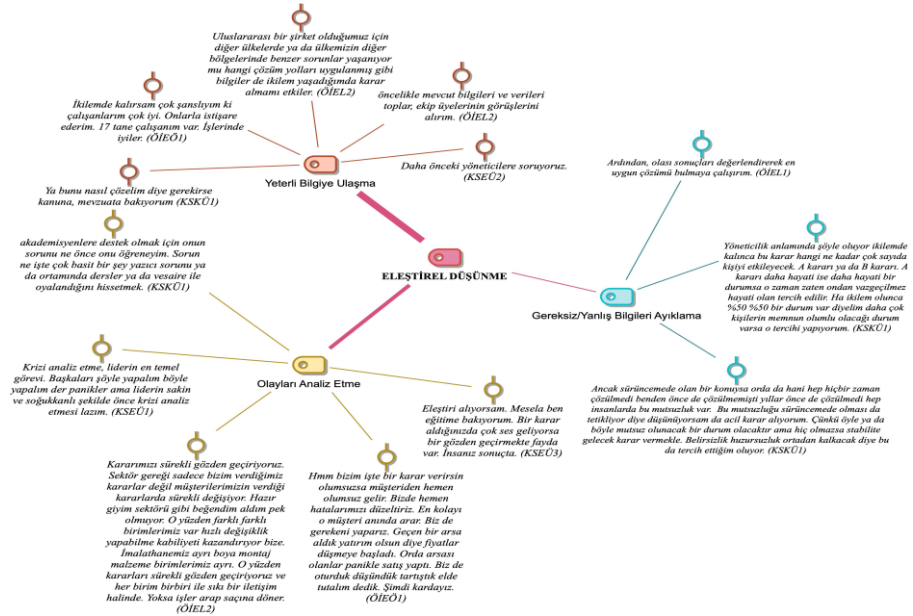 Uluslararası bir şirket olduğumuz için
diğer ülkelerde ya da ülkemizin diğer
bölgelerinde benzer sorunlar yaşanıyor
mu hangi çözüm yolları uygulanmış gibi
bilgiler de ikilem yaşadığımda karar
almamı etkiler. (ÖİEL2)
İkilemde kalırsam çok şanslıyım ki
çalışanlarım çok iyi. Onlarla istişare
ederim. 17 tane çalışanım var. İşlerinde
iyiler. (ÖİEÖ1)
öncelikle mevcut bilgileri ve verileri
toplar, ekip üyelerinin görüşlerini
alırım. (ÖİEL2)
Daha önceki yöneticilere soruyoruz.
(KSEÜ2)
Yeterli Bilgiye Ulaşma
Ya bunu nasıl çözelim diye gerekirse
kanuna, mevzuata bakıyorum (KSKÜ1)
Ardından, olası sonuçları değerlendirerek en
uygun çözümü bulmaya çalışırım. (ÖİEL1)
akademisyenlere destek olmak için onun
sorunu ne önce onu öğreneyim. Sorun
ne işte çok basit bir şey yazıcı sorunu ya
da ortamında dersler ya da vesaire ile
oyalandığını hissetmek. (KSKÜ1)
ELEŞTİREL DÜŞÜNME
Yöneticilik anlamında şöyle oluyor ikilemde
kalınca bu karar hangi ne kadar çok sayıda
kişiyi etkileyecek. A kararı ya da B kararı. A
kararı daha hayati ise daha hayati bir
durumsa o zaman zaten ondan vazgeçilmez
hayati olan tercih edilir. Ha ikilem olunca
%50 %50 bir durum var diyelim daha çok
kişilerin memnun olumlu olacağı durum
varsa o tercihi yapıyorum. (KSKÜ1)
Gereksiz/Yanlış Bilgileri Ayıklama
Krizi analiz etme, liderin en temel
görevi. Başkaları şöyle yapalım böyle
yapalım der panikler ama liderin sakin
ve soğukkanlı şekilde önce krizi analiz
etmesi lazım. (KSEÜ1)
Olayları Analiz Etme
Eleştiri alıyorsam. Mesela ben
eğitime bakıyorum. Bir karar
aldığınızda çok ses geliyorsa
bir gözden geçirmekte fayda
var. İnsanız sonuçta. (KSEÜ3)
Ancak sürüncemede olan bir konuysa orda da hani hep hiçbir zaman
çözülmedi benden önce de çözülmemişti yıllar önce de çözülmedi hep
insanlarda bu mutsuzluk var. Bu mutsuzluğu sürüncemede olması da
tetikliyor diye düşünüyorsam da acil karar alıyorum. Çünkü öyle ya da
böyle mutsuz olunacak bir durum olacaktır ama hiç olmazsa stabilite
gelecek karar vermekle. Belirsizlik huzursuzluk ortadan kalkacak diye bu
da tercih ettiğim oluyor. (KSKÜ1)
Kararımızı sürekli gözden geçiriyoruz.
Sektör gereği sadece bizim verdiğimiz
kararlar değil müşterilerimizin verdiği
kararlarda sürekli değişiyor. Hazır
giyim sektörü gibi beğendim aldım pek
olmuyor. O yüzden farklı farklı
birimlerimiz var hızlı değişiklik
yapabilme kabiliyeti kazandırıyor bize.
İmalathanemiz ayrı boya montaj
malzeme birimlerimiz ayrı. O yüzden
kararları sürekli gözden geçiriyoruz ve
her birim birbiri ile sıkı bir iletişim
halinde. Yoksa işler arap saçına döner.
(ÖİEL2)
Hmm bizim işte bir karar verirsin
olumsuzsa müşteriden hemen
olumsuz gelir. Bizde hemen
hatalarımızı düzeltiriz. En kolayı
o müşteri anında arar. Biz de
gerekeni yaparız. Geçen bir arsa
aldık yatırım olsun diye fiyatlar
düşmeye başladı. Orda arsası
olanlar panikle satış yaptı. Biz de
oturduk düşündük tartıştık elde
tutalım dedik. Şimdi kardayız.
(ÖİEÖ1)